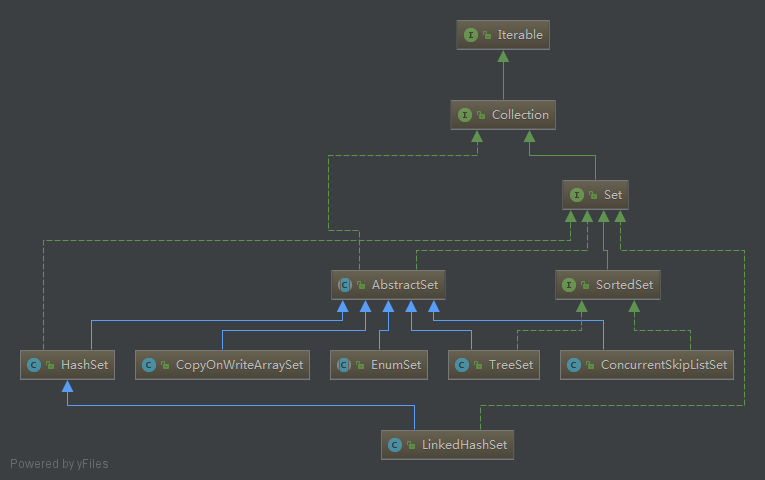 I Iterable
I Collection
I Set
C AbstractSet
I SortedSet
C HashSet
C CopyOnWriteArraySet
C EnumSet
C TreeSet
C ConcurrentSkipListSet
C LinkedHashSet
Powered by yFiles